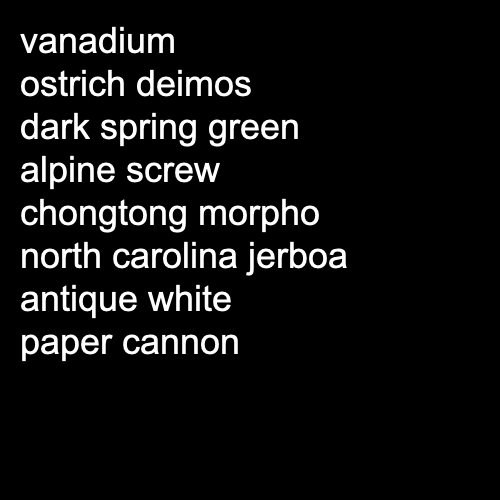 vanadium
ostrich deimos
dark spring green
alpine screw
chongtong morpho
north carolina jerboa
antique white
paper cannon